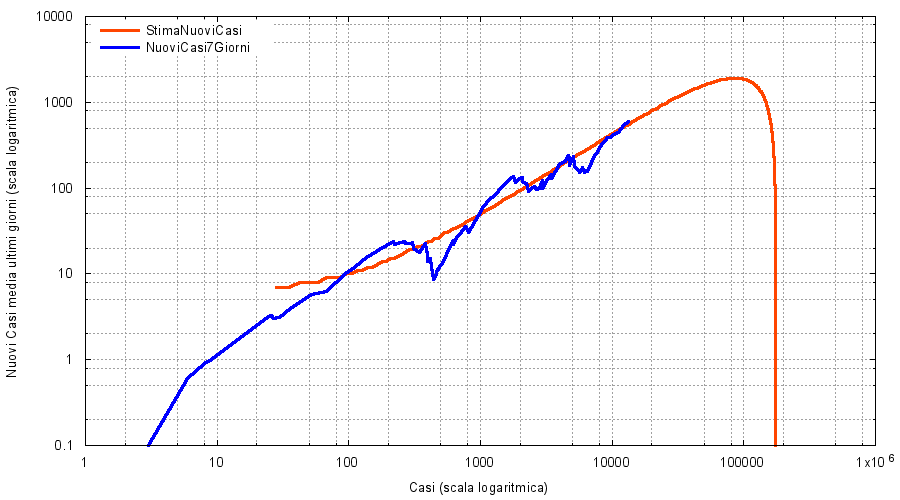 10000
1000
100
10
1
0.1
Nuovi Casi media ultimi giorni (scala logaritmica)
StimaNuoviCasi
NuoviCasi7Giorni
1 10 100 1000 10000 100000 1x10 6
Casi (scala logaritmica)